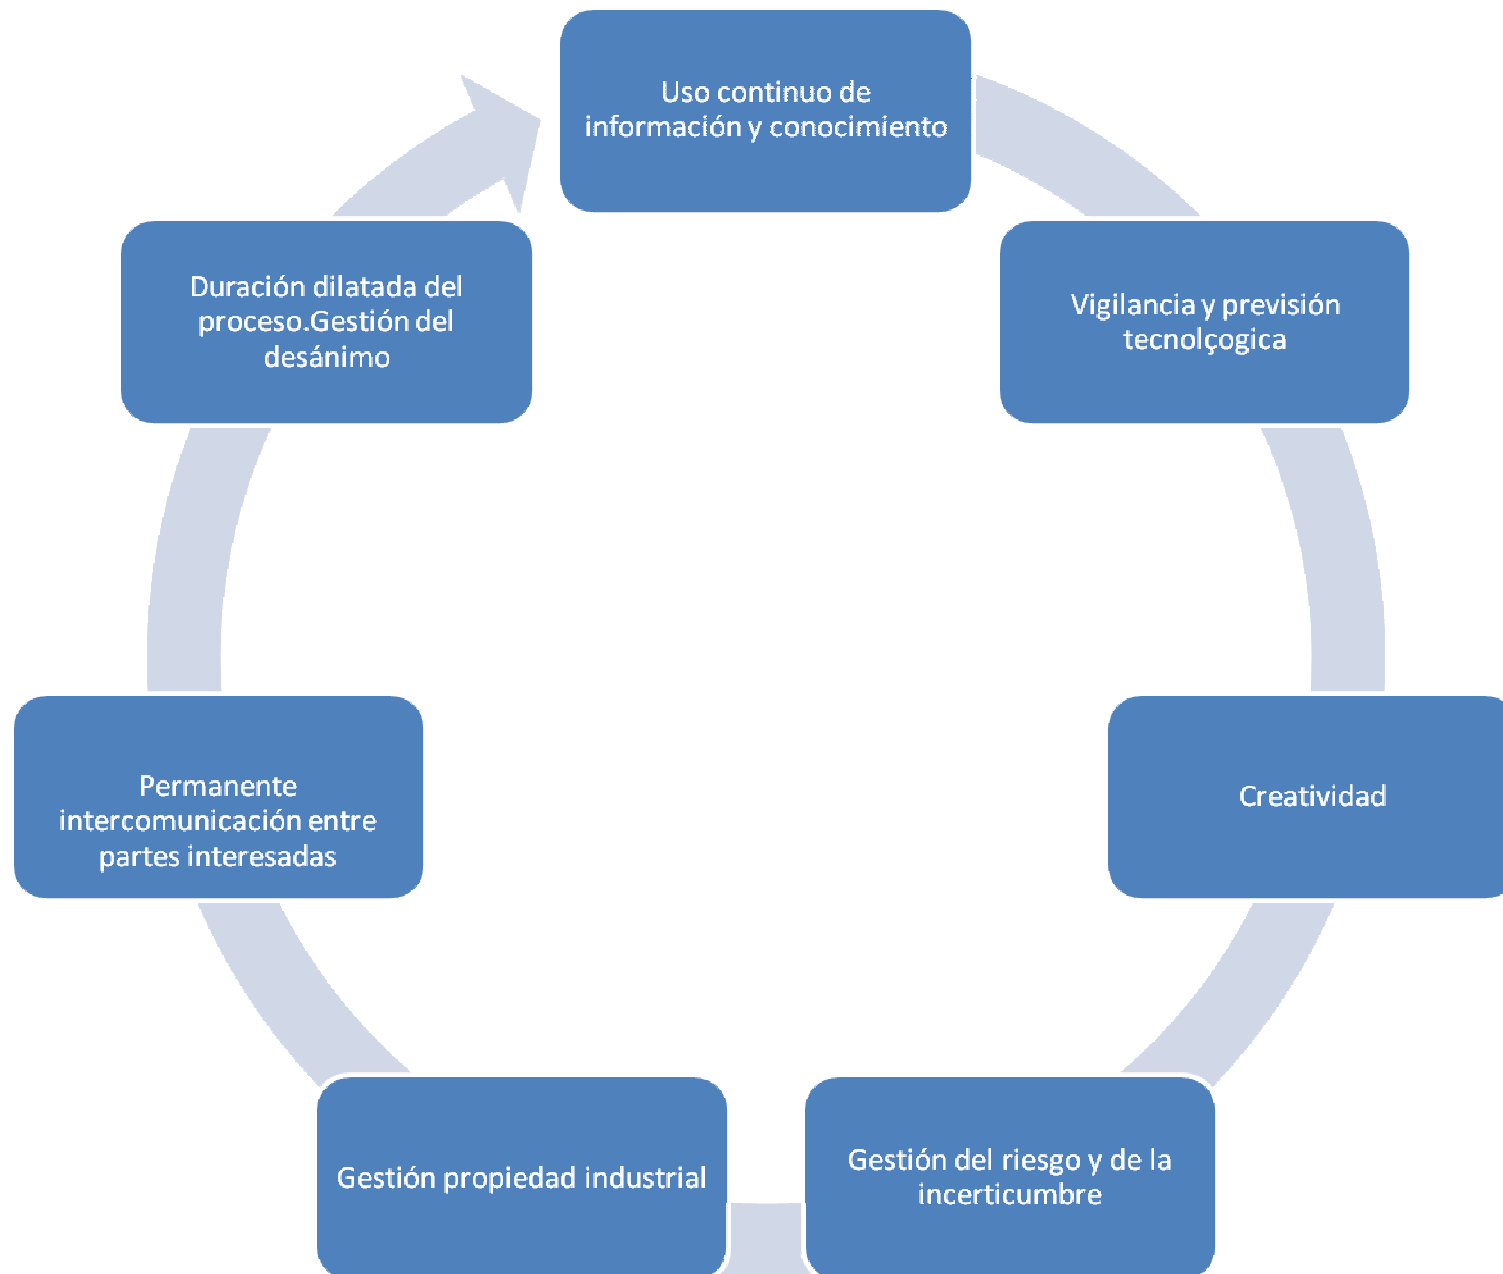 Uso continuo de
información y conocimiento
Vigilancia y previsión
tecnolçogica
Creatividad
Gestión del riesgo y de la
incerticumbre
Gestión propiedad industrial
Permanente
intercomunicación entre
partes interesadas
Duración dilatada del
proceso.Gestión del
desánimo